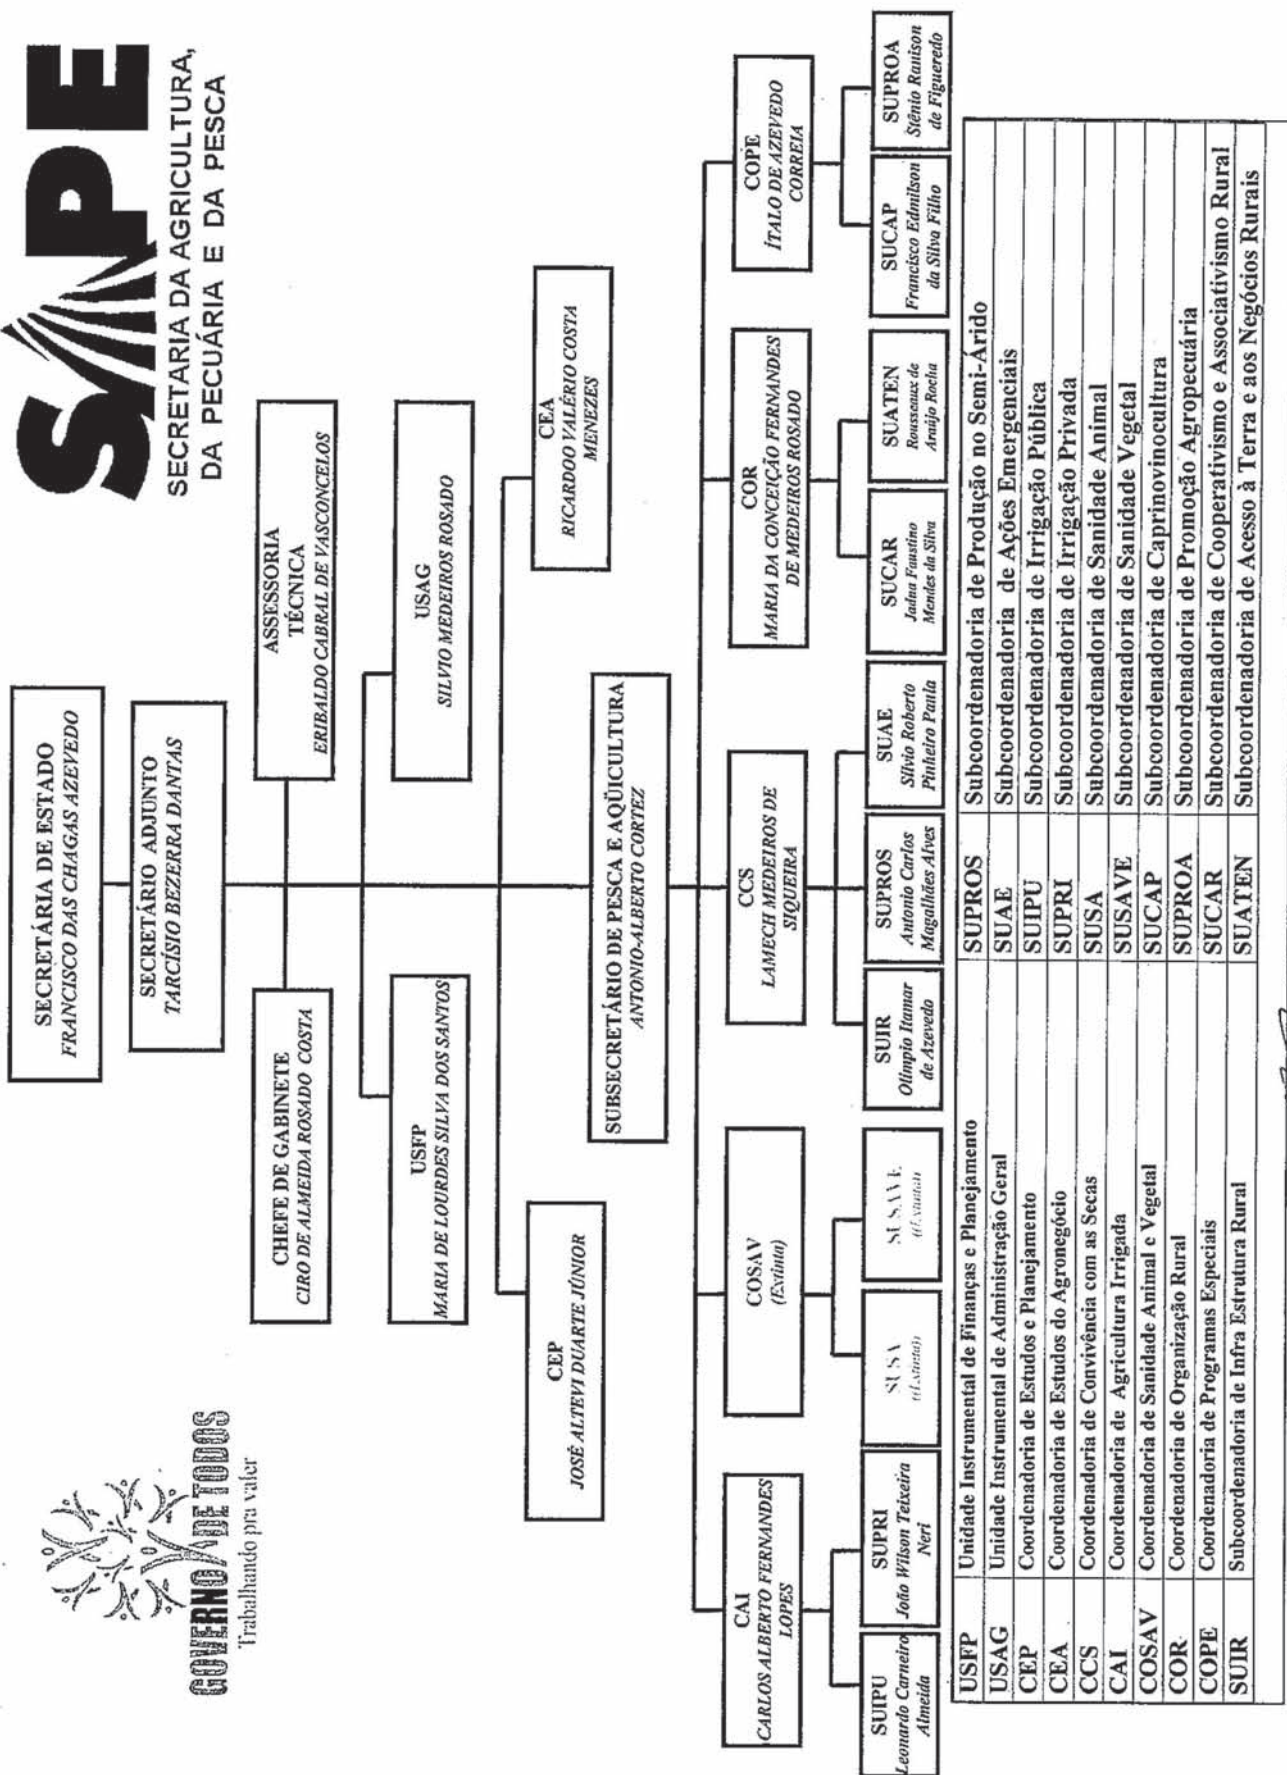 GOVERNO DE TODOS
Trabalhando pra valer
SAPE
SECRETARIA DA AGRICULTURA,
DA PECUÁRIA E DA PESCA
SECRETÁRIA DE ESTADO
FRANCISCO DAS CHAGAS AZEVEDO
SECRETÁRIO ADJUNTO
TARCÍSIO BEZERRA DANTAS
CHEFE DE GABINETE
CIRO DE ALMEIDA ROSADO COSTA
ASSESSORIA
TÉCNICA
ERIBALDO CABRAL DE VASCONCELOS
USFP
MARIA DE LOURDES SILVA DOS SANTOS
USAG
SILVIO MEDEIROS ROSADO
CEP
JOSÉ ALTEVI DUARTE JÚNIOR
CEA
RICARDOO VALÉRIO COSTA
MENEZES
SUBSECRETÁRIO DE PESCA E AQÜICULTURA
ANTONIO-ALBERTO CORTEZ
CAI
CARLOS ALBERTO FERNANDES
LOPES
COSAV
(Extinta)
CCS
LAMECH MEDEIROS DE
SIQUEIRA
COR
MARIA DA CONCEIÇÃO FERNANDES
DE MEDEIROS ROSADO
COPE
ÍTALO DE AZEVEDO
CORREIA
SUIPU
Leonardo Carneiro
Almeida
SUPRI
João Wilson Teixeira
Neri
SUSA
(Extinta)
SUSAVE
(Extinta)
SUIR
Olímpio Itamar
de Azevedo
SUPROS
Antonio Carlos
Magalhães Alves
SUAE
Sílvio Roberto
Pinheiro Paula
SUCAR
Jadna Faustino
Mendes da Silva
SUATEN
Rousseaux de
Araújo Rocha
SUCAP
Francisco Edmilson
da Silva Filho
SUPROA
Stênio Ranison
de Figueredo
USFP Unidade Instrumental de Finanças e Planejamento SUPROS Subcoordenadoria de Produção no Semi-Árido
USAG Unidade Instrumental de Administração Geral SUAE Subcoordenadoria de Ações Emergenciais
CEP Coordenadoria de Estudos e Planejamento SUIPU Subcoordenadoria de Irrigação Pública
CEA Coordenadoria de Estudos do Agronegócio SUPRI Subcoordenadoria de Irrigação Privada
CCS Coordenadoria de Convivência com as Secas SUSA Subcoordenadoria de Sanidade Animal
CAI Coordenadoria de Agricultura Irrigada SUSAVE Subcoordenadoria de Sanidade Vegetal
COSAV Coordenadoria de Sanidade Animal e Vegetal SUCAP Subcoordenadoria de Caprinovinocultura
COR Coordenadoria de Organização Rural SUPROA Subcoordenadoria de Promoção Agropecuária
COPE Coordenadoria de Programas Especiais SUCAR Subcoordenadoria de Cooperativismo e Associativismo Rural
SUIR Subcoordenadoria de Infra Estrutura Rural SUATEN Subcoordenadoria de Acesso à Terra e aos Negócios Rurais